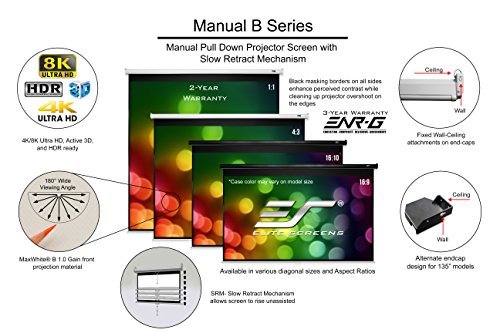 Manual B Series
Manual Pull Down Projector Screen with
Slow Retract Mechanism
8K
ULTRA HD
HDR 3D
4K
ULTRA HD
4K/8K Ultra HD, Active 3D,
and HDR ready
2-Year
Warranty
1:1
4:3
16:10
16:9
Black masking borders on all sides
enhance perceived contrast while
cleaning up projector overshoot on
the edges
3-Year Warranty
ENR-G
Ceiling
Wall
Fixed Wall-Ceiling
attachments on end-caps
180° Wide
Viewing Angle
MaxWhite® B 1.0 Gain front
projection material
*Case color may vary on model size
ES®
ELITE SCREENS
Available in various diagonal sizes and Aspect Ratios
SRM- Slow Retract Mechanism
allows screen to rise unassisted
Ceiling
Wall
Alternate endcap
design for 135" models